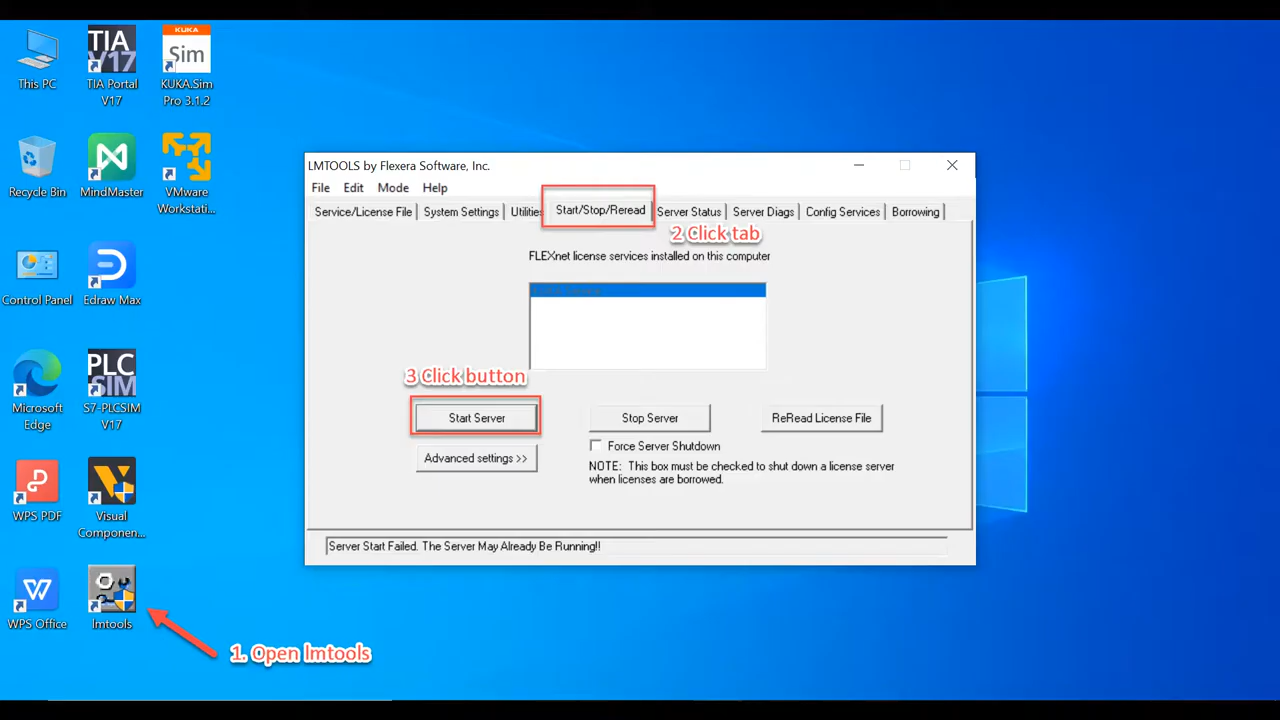 This PC
TIA
V17
TIA Portal
V17
KUKA
Sim
KUKA.Sim
Pro 3.1.2
Recycle Bin
MindMaster
VMware
Workstati...
Control Panel
Edraw Max
Microsoft
Edge
PLC
SIM
S7-PLCSIM
V17
WPS PDF
Visual
Componen...
WPS Office
lmtools
1. Open lmtools
LMTOOLS by Flexera Software, Inc.
File Edit Mode Help
Service/License File System Settings Utilities Start/Stop/Reread Server Status Server Diags Config Services Borrowing
2 Click tab
FLEXnet license services installed on this computer
3 Click button
Start Server Stop Server ReRead License File
Force Server Shutdown
Advanced settings >>
NOTE: This box must be checked to shut down a license server
when licenses are borrowed.
Server Start Failed. The Server May Already Be Running!!